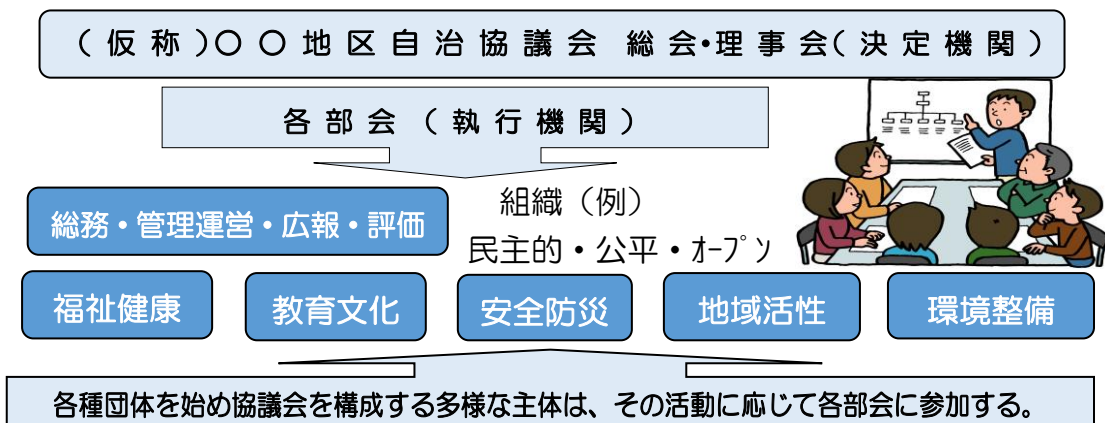 (仮称)〇〇地区自治協議会 総会・理事会(決定機関)
各部会(執行機関)
総務・管理運営・広報・評価
組織(例)
民主的・公平・オープン
福祉健康
教育文化
安全防災
地域活性
環境整備
各種団体を始め協議会を構成する多様な主体は、その活動に応じて各部会に参加する。